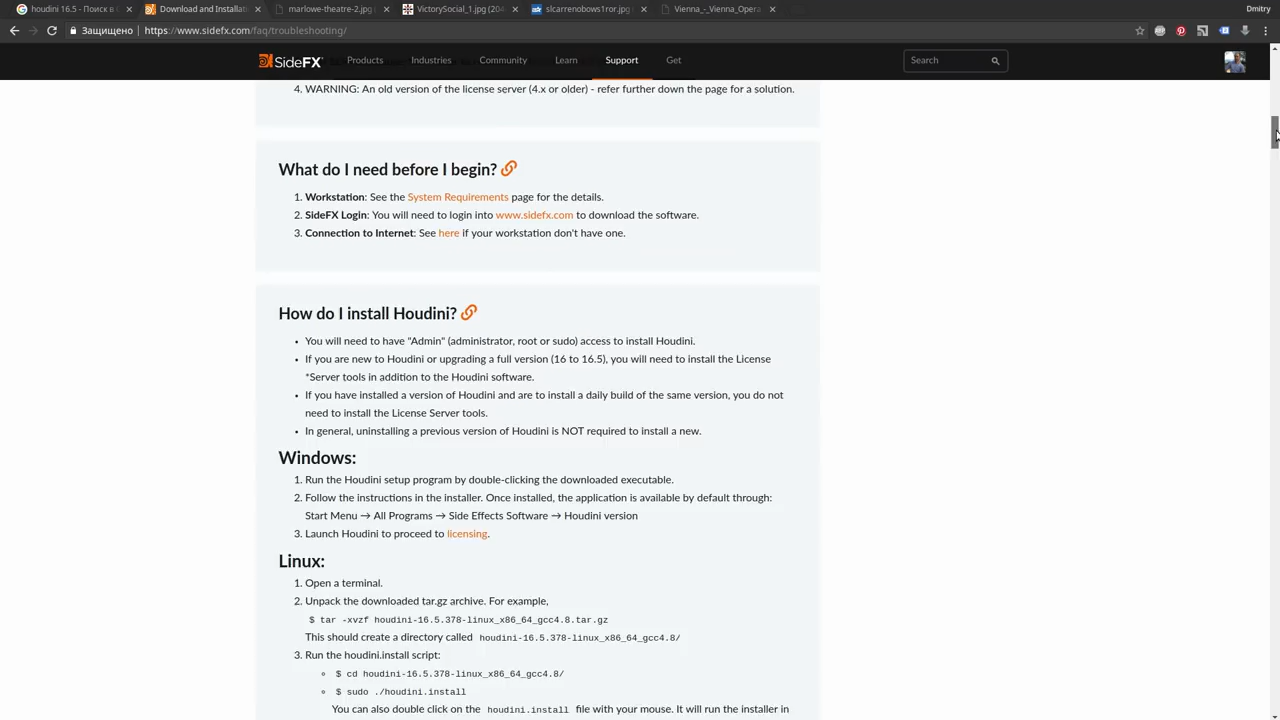 houdini 16.5 - Поиск в G
Download and Installati
marlowe-theatre-2.jpg (
VictorySocial_1.jpg (204
slcarrenobows1ror.jpg (
Vienna_-_Vienna_Opera_
Dmitry
Защищено
https://www.sidefx.com/faq/troubleshooting/
SideFX
Products
Industries
Community
Learn
Support
Get
Search
4. WARNING: An old version of the license server (4.x or older) - refer further down the page for a solution.
What do I need before I begin?
1. Workstation: See the System Requirements page for the details.
2. SideFX Login: You will need to login into www.sidefx.com to download the software.
3. Connection to Internet: See here if your workstation don't have one.
How do I install Houdini?
• You will need to have "Admin" (administrator, root or sudo) access to install Houdini.
• If you are new to Houdini or upgrading a full version (16 to 16.5), you will need to install the License
*Server tools in addition to the Houdini software.
• If you have installed a version of Houdini and are to install a daily build of the same version, you do not
need to install the License Server tools.
• In general, uninstalling a previous version of Houdini is NOT required to install a new.
Windows:
1. Run the Houdini setup program by double-clicking the downloaded executable.
2. Follow the instructions in the installer. Once installed, the application is available by default through:
Start Menu → All Programs → Side Effects Software → Houdini version
3. Launch Houdini to proceed to licensing.
Linux:
1. Open a terminal.
2. Unpack the downloaded tar.gz archive. For example,
$ tar -xvzf houdini-16.5.378-linux_x86_64_gcc4.8.tar.gz
This should create a directory called houdini-16.5.378-linux_x86_64_gcc4.8/
3. Run the houdini.install script:
◦ $ cd houdini-16.5.378-linux_x86_64_gcc4.8/
◦ $ sudo ./houdini.install
You can also double click on the houdini.install file with your mouse. It will run the installer in